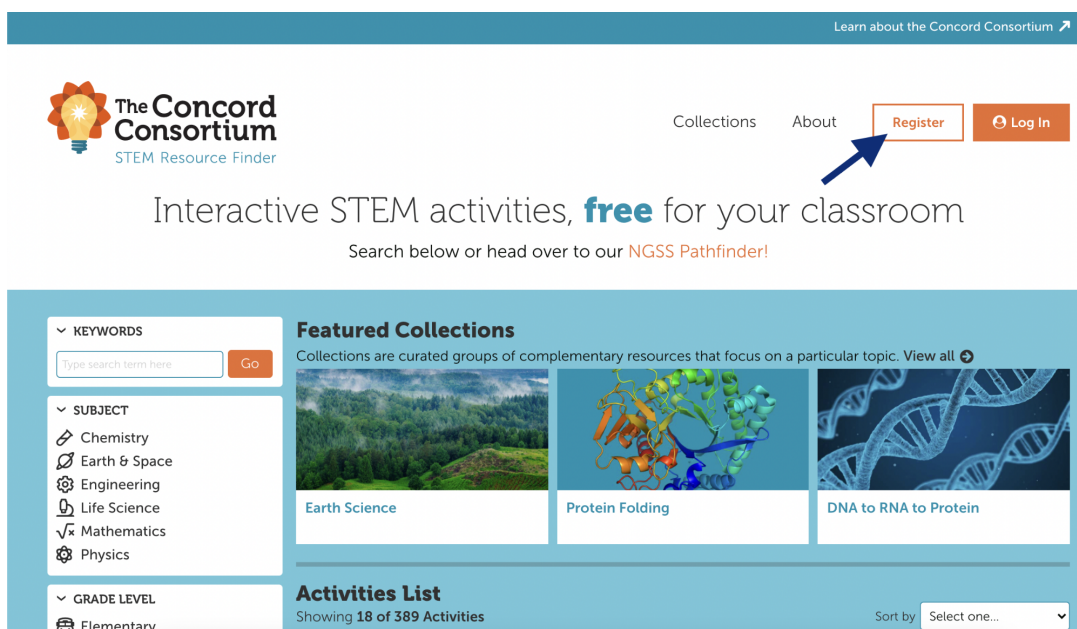 Learn about the Concord Consortium
The Concord
Consortium
STEM Resource Finder
Collections
About
Register
Log In
Interactive STEM activities, free for your classroom
Search below or head over to our NGSS Pathfinder!
KEYWORDS
Type search term here
Go
SUBJECT
Chemistry
Earth & Space
Engineering
Life Science
Mathematics
Physics
GRADE LEVEL
Elementary
Featured Collections
Collections are curated groups of complementary resources that focus on a particular topic. View all
Earth Science
Protein Folding
DNA to RNA to Protein
Activities List
Showing 18 of 389 Activities
Sort by
Select one...